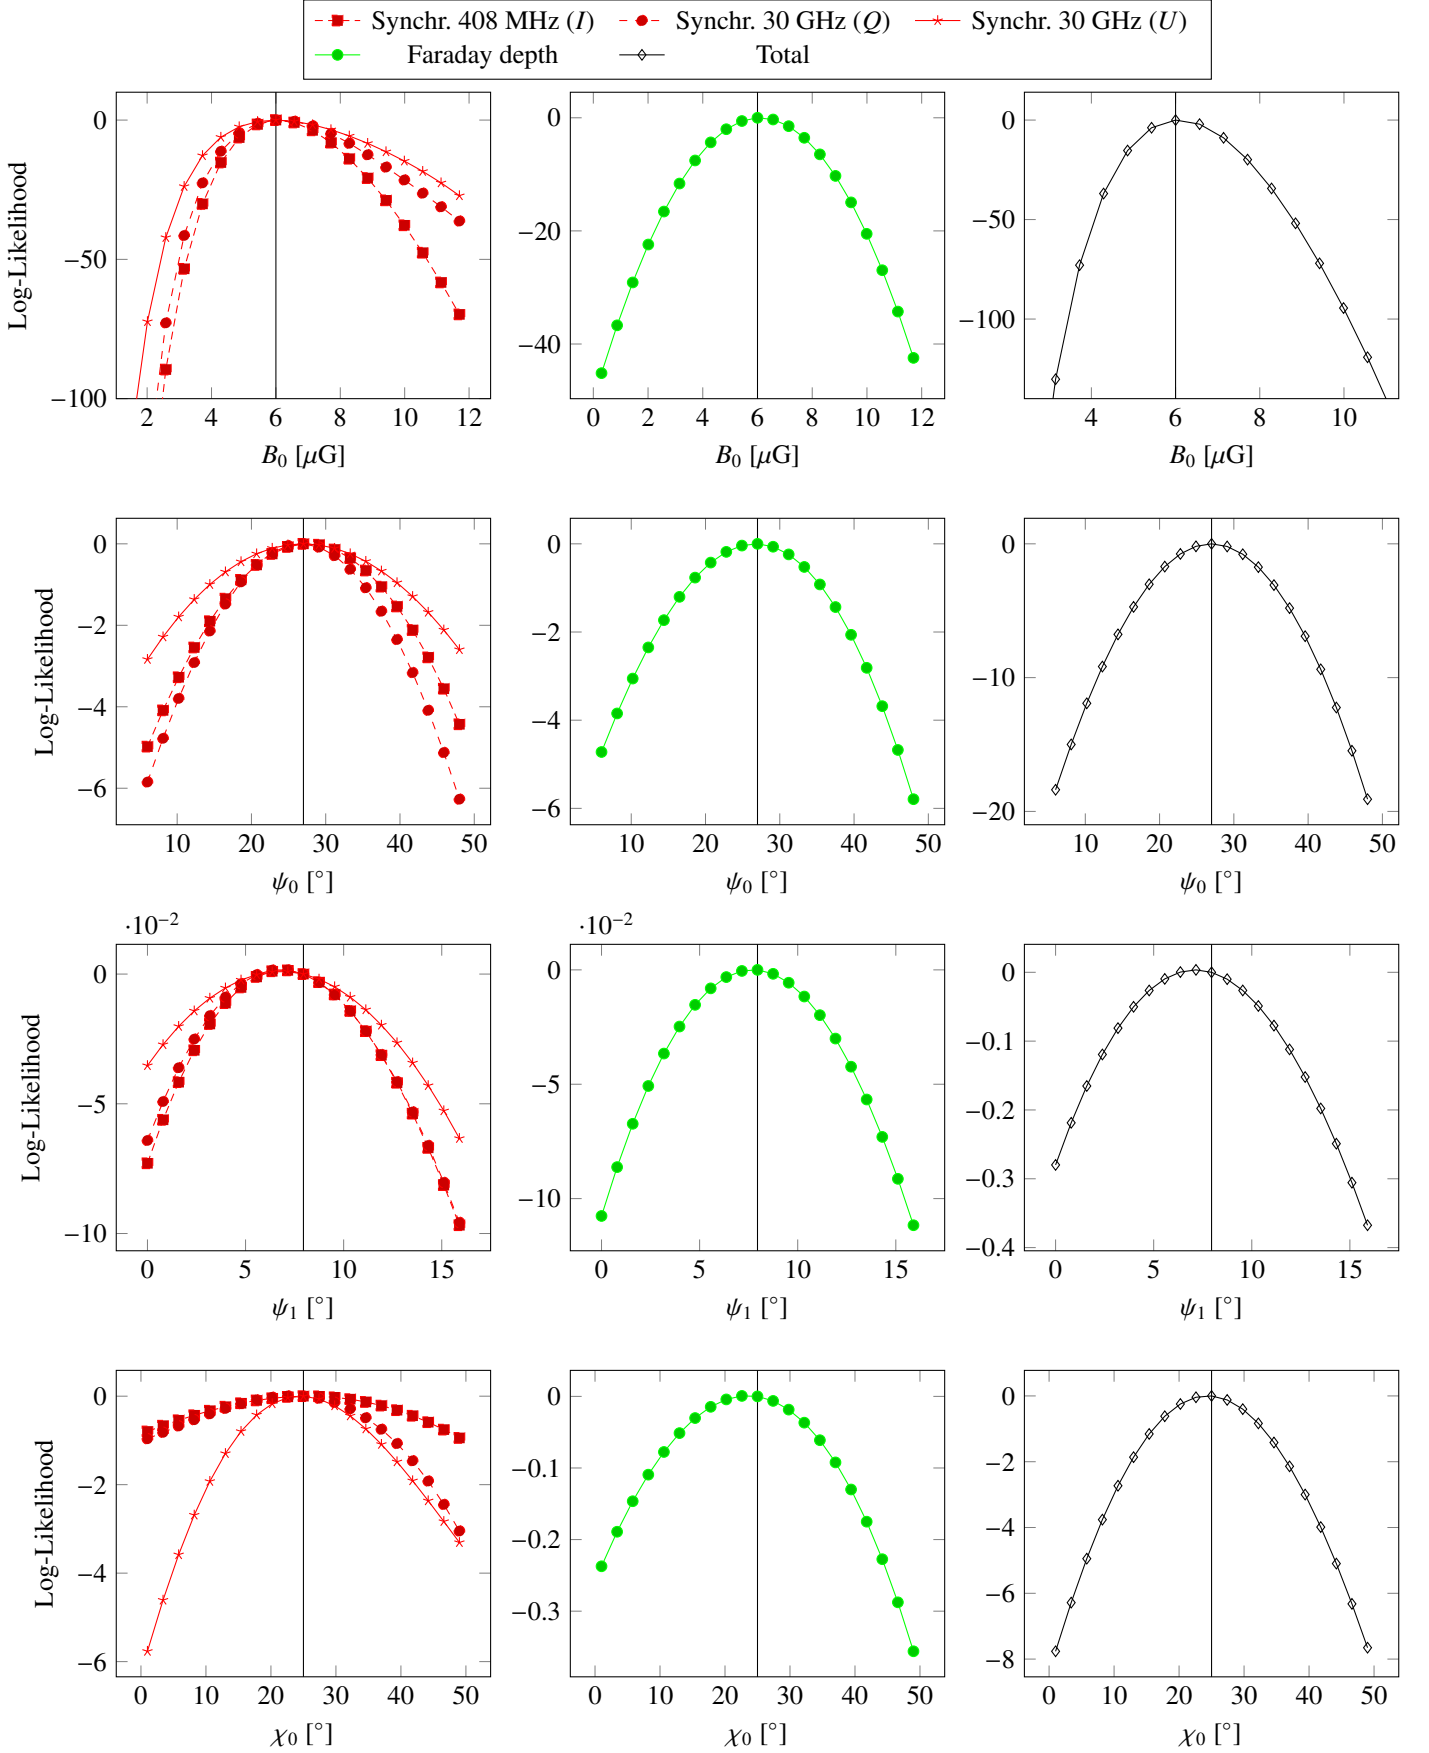 Synchr. 408 MHz (I) Synchr. 30 GHz (Q) Synchr. 30 GHz (U)
Faraday depth Total
0
−50
−100
2 4 6 8 10 12
B0 [μG]
Log-Likelihood
0
−20
−40
0 2 4 6 8 10 12
B0 [μG]
0
−50
−100
4 6 8 10
B0 [μG]
0
−2
−4
−6
10 20 30 40 50
ψ0 [°]
Log-Likelihood
0
−2
−4
−6
10 20 30 40 50
ψ0 [°]
0
−10
−20
10 20 30 40 50
ψ0 [°]
·10−2
0
−5
−10
0 5 10 15
ψ1 [°]
Log-Likelihood
·10−2
0
−5
−10
0 5 10 15
ψ1 [°]
0
−0.1
−0.2
−0.3
−0.4
0 5 10 15
ψ1 [°]
0
−2
−4
−6
0 10 20 30 40 50
χ0 [°]
Log-Likelihood
0
−0.1
−0.2
−0.3
0 10 20 30 40 50
χ0 [°]
0
−2
−4
−6
−8
0 10 20 30 40 50
χ0 [°]